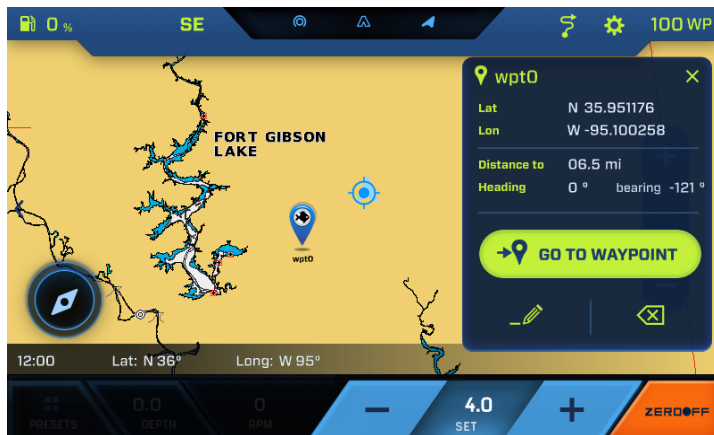 0 %
SE
100 WP
wpt0
Lat N 35.951176
Lon W -95.100258
Distance to 06.5 mi
Heading 0 ° bearing -121 °
GO TO WAYPOINT
FORT GIBSON
LAKE
wpt0
12:00 Lat: N 36° Long: W 95°
PRESETS
0.0
DEPTH
0
RPM
4.0
SET
ZEROOFF